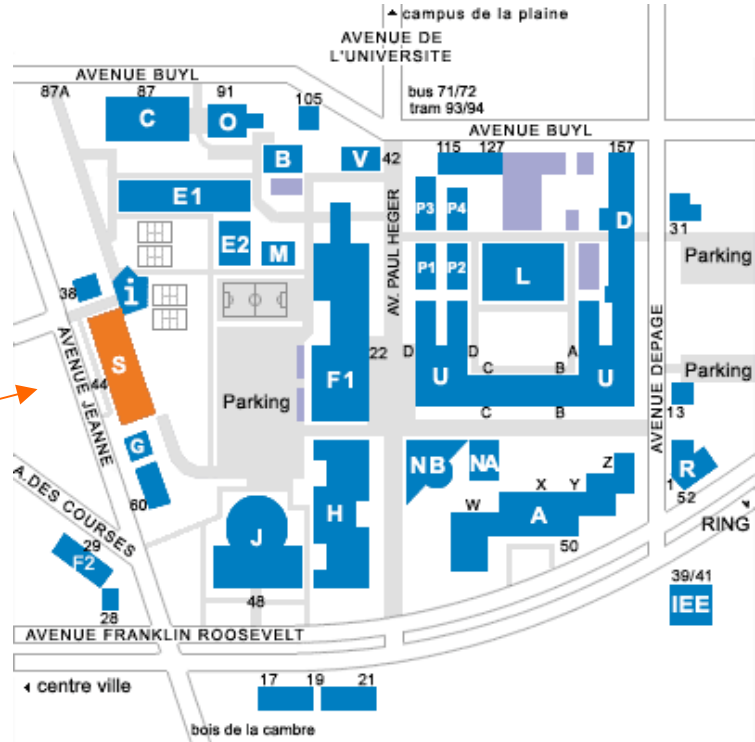 campus de la plaine
AVENUE DE
L'UNIVERSITE
AVENUE BUYL
87A
87
91
105
bus 71/72
tram 93/94
AVENUE BUYL
C
O
B
V
42
115
127
157
E1
P3
P4
D
31
E2
M
AV. PAUL HEGER
Parking
i
38
P1
P2
L
S
44
AVENUE JEANNE
Parking
F1
22
D
D
C
B
A
U
U
C
B
AVENUE DEPAGE
Parking
13
G
60
NB
NA
Z
X
Y
W
A
50
R
1
52
RING
A.DES COURSES
29
F2
28
J
H
48
39/41
IEE
AVENUE FRANKLIN ROOSEVELT
centre ville
17
19
21
bois de la cambre